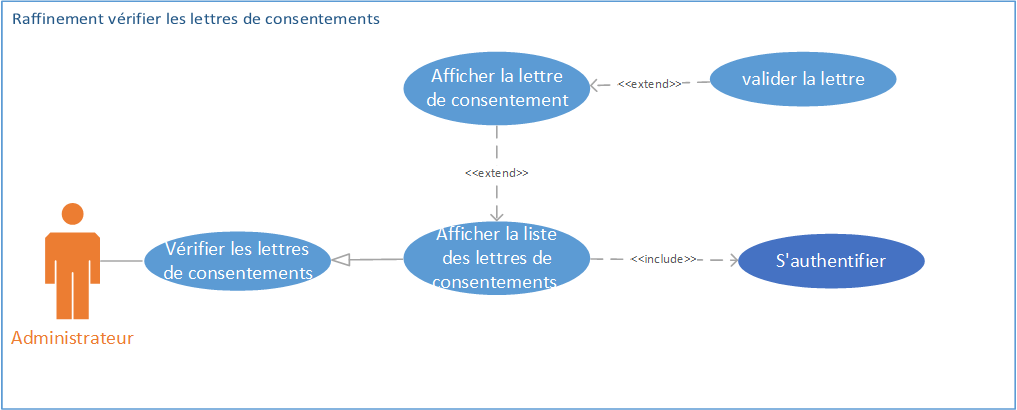 Raffinement vérifier les lettres de consentements
Afficher la lettre
de consentement
<<extend>>
valider la lettre
<<extend>>
Vérifier les lettres
de consentements
Afficher la liste
des lettres de
consentements
<<include>>
S'authentifier
Administrateur